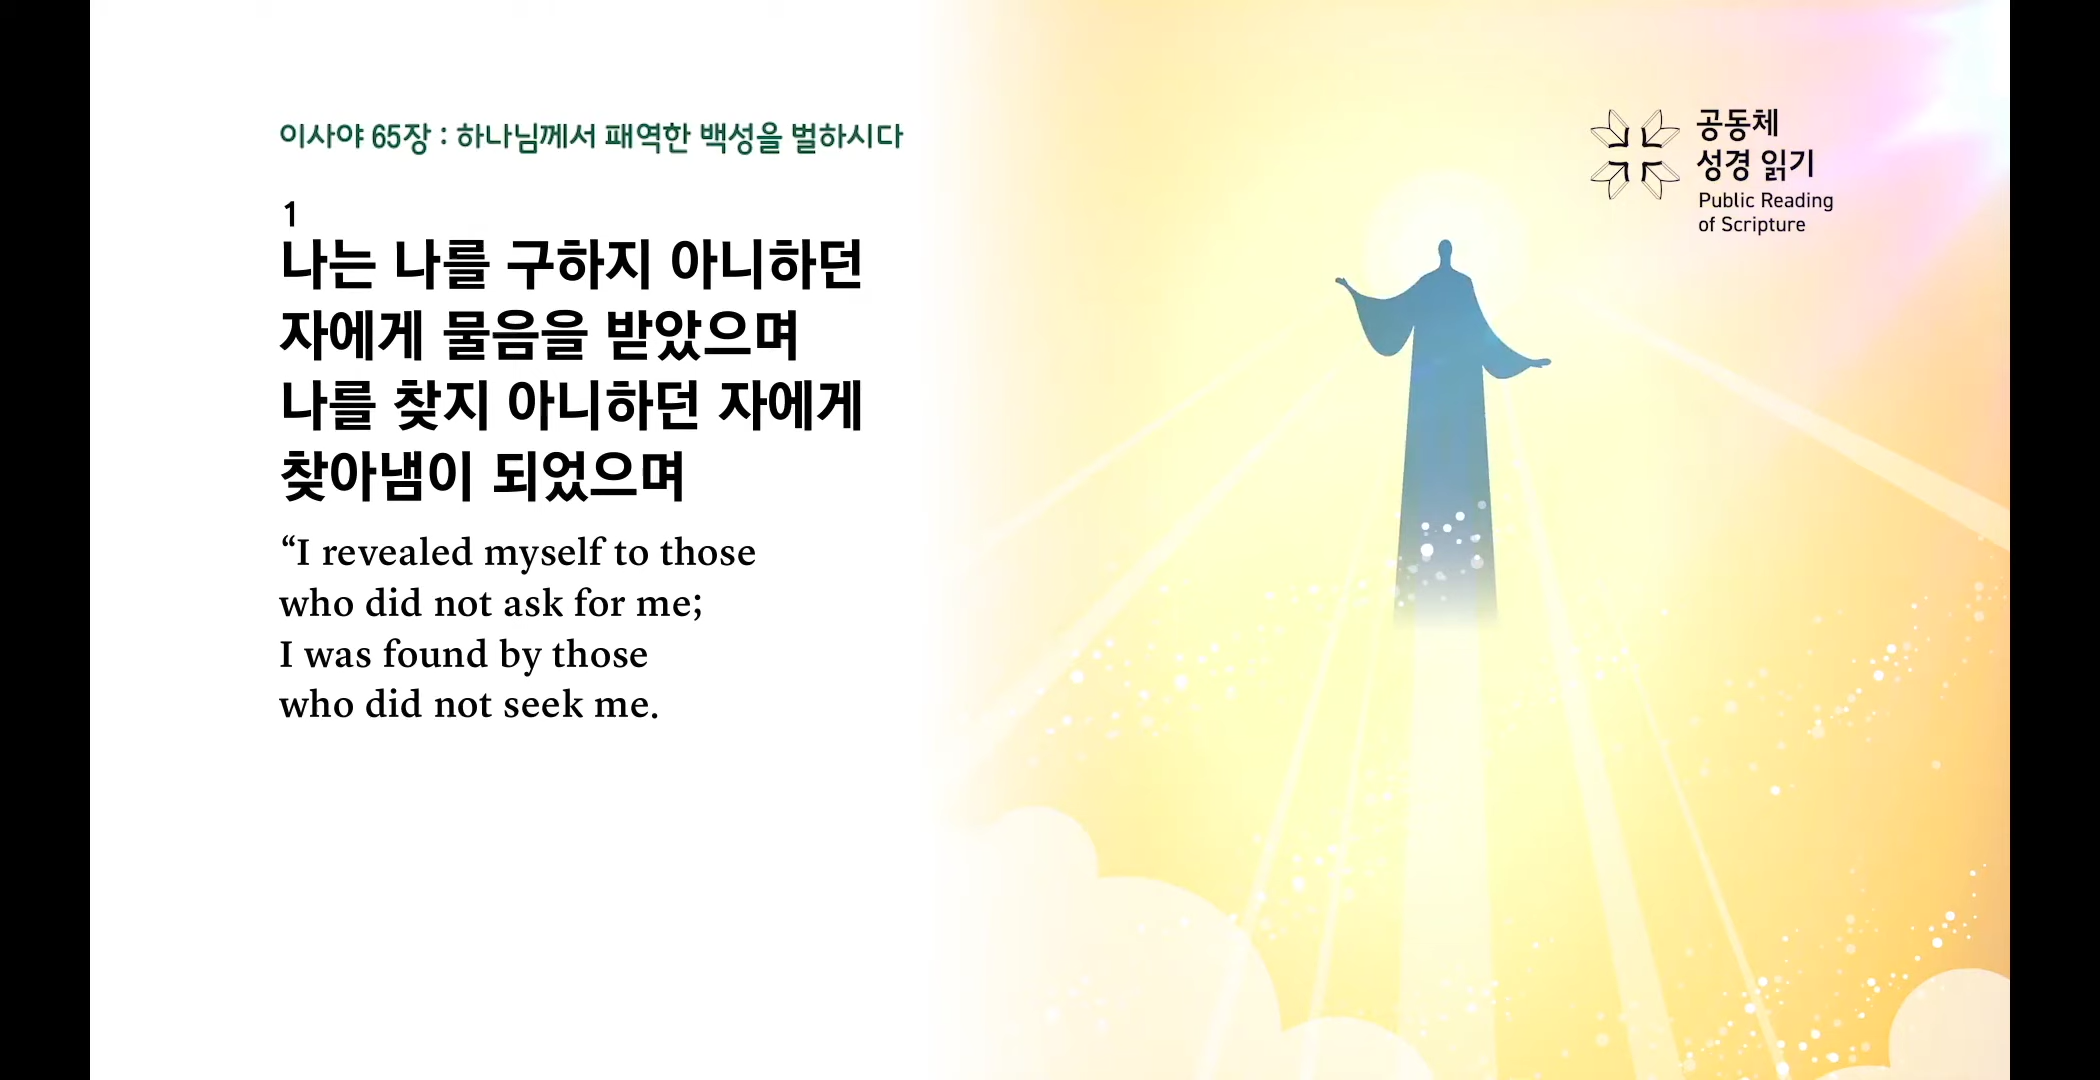 이사야 65장 : 하나님께서 패역한 백성을 벌하시다
1
나는 나를 구하지 아니하던
자에게 물음을 받았으며
나를 찾지 아니하던 자에게
찾아냄이 되었으며
“I revealed myself to those
who did not ask for me;
I was found by those
who did not seek me.
공동체
성경 읽기
Public Reading
of Scripture